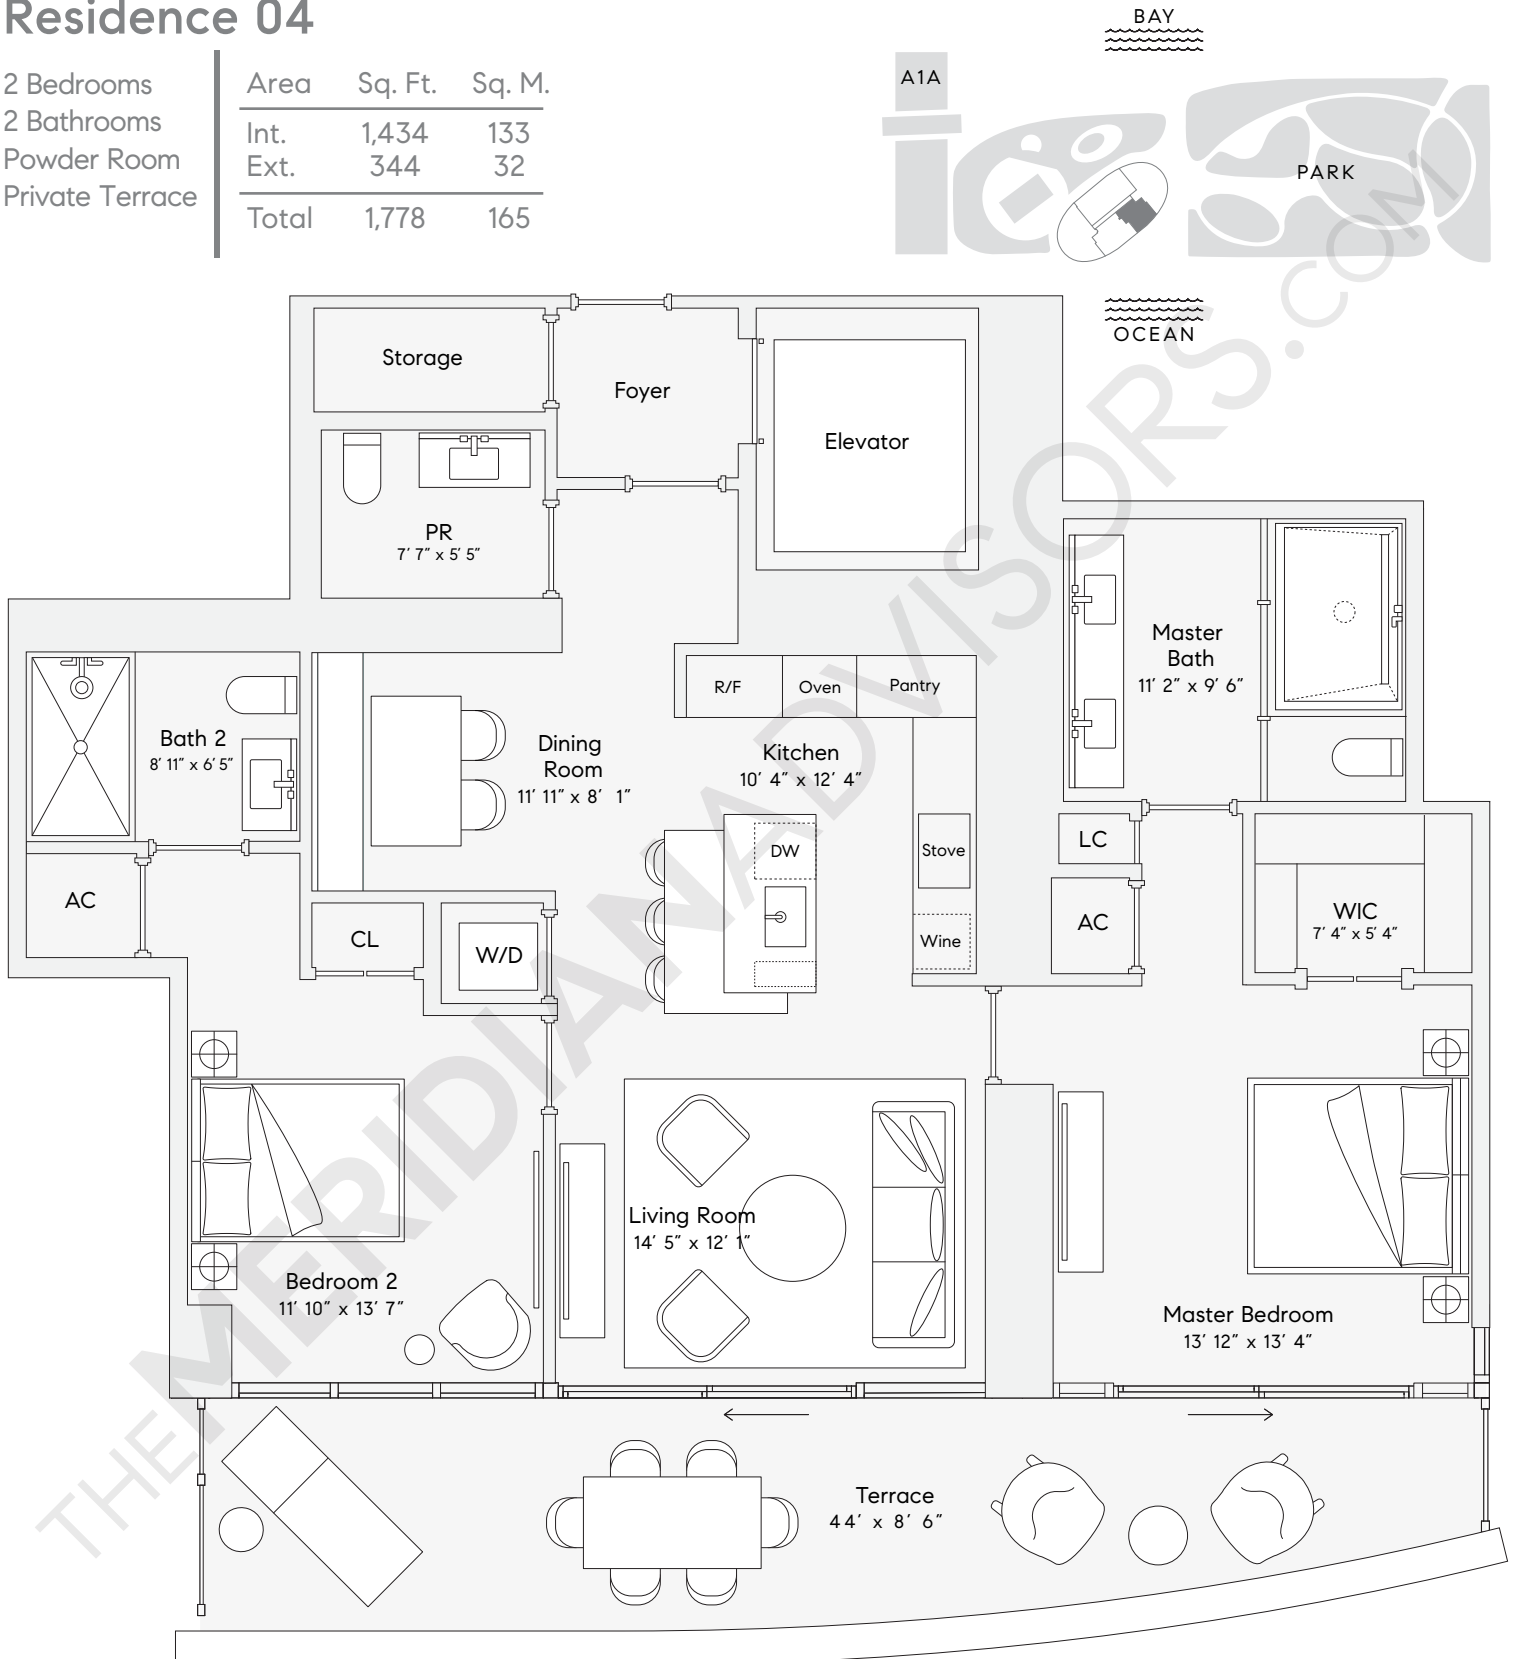 Residence 04
2 Bedrooms
2 Bathrooms
Powder Room
Private Terrace
Area Sq. Ft. Sq. M.
Int. 1,434 133
Ext. 344 32
Total 1,778 165
BAY
A1A
PARK
OCEAN
Storage
Foyer
Elevator
PR
7' 7" x 5' 5"
Master
Bath
11' 2" x 9' 6"
R/F
Oven
Pantry
Bath 2
8' 11" x 6' 5"
Dining
Room
11' 11" x 8' 1"
Kitchen
10' 4" x 12' 4"
DW
Stove
LC
AC
CL
W/D
Wine
AC
WIC
7' 4" x 5' 4"
Living Room
14' 5" x 12' 1"
Bedroom 2
11' 10" x 13' 7"
Master Bedroom
13' 12" x 13' 4"
Terrace
44' x 8' 6"
THEMERIDIANADVISORS.COM